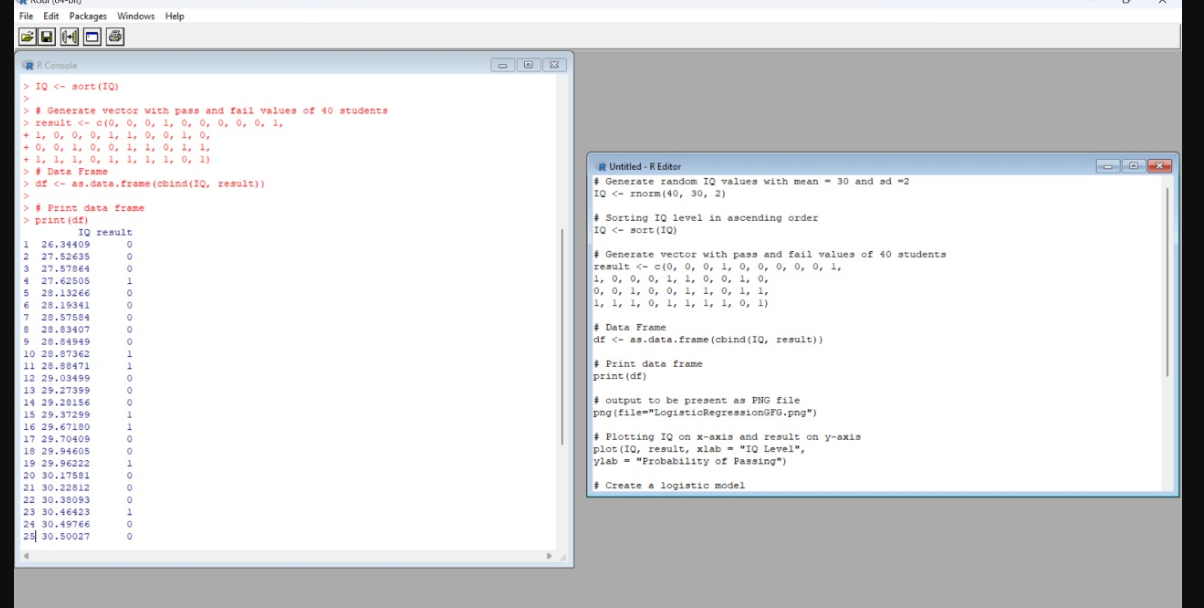 RGui (64-bit)
File Edit Packages Windows Help
R Console
> IQ <- sort(IQ)
>
> # Generate vector with pass and fail values of 40 students
> result <- c(0, 0, 0, 1, 0, 0, 0, 0, 0, 1,
+ 1, 0, 0, 0, 1, 1, 0, 0, 1, 0,
+ 0, 0, 1, 0, 0, 1, 1, 0, 1, 1,
+ 1, 1, 1, 0, 1, 1, 1, 1, 0, 1)
> # Data Frame
> df <- as.data.frame(cbind(IQ, result))
>
> # Print data frame
> print(df)
IQ result
1 26.34409 0
2 27.52635 0
3 27.57864 0
4 27.62505 1
5 28.13266 0
6 28.19341 0
7 28.57584 0
8 28.83407 0
9 28.84949 0
10 28.87362 1
11 28.88471 1
12 29.03499 0
13 29.27399 0
14 29.28156 0
15 29.37299 1
16 29.67180 1
17 29.70409 0
18 29.94605 0
19 29.96222 1
20 30.17581 0
21 30.22812 0
22 30.38093 0
23 30.46423 1
24 30.49766 0
25 30.50027 0
Untitled - R Editor
# Generate random IQ values with mean = 30 and sd =2
IQ <- rnorm(40, 30, 2)
# Sorting IQ level in ascending order
IQ <- sort(IQ)
# Generate vector with pass and fail values of 40 students
result <- c(0, 0, 0, 1, 0, 0, 0, 0, 0, 1,
1, 0, 0, 0, 1, 1, 0, 0, 1, 0,
0, 0, 1, 0, 0, 1, 1, 0, 1, 1,
1, 1, 1, 0, 1, 1, 1, 1, 0, 1)
# Data Frame
df <- as.data.frame(cbind(IQ, result))
# Print data frame
print(df)
# output to be present as PNG file
png(file="LogisticRegressionGFG.png")
# Plotting IQ on x-axis and result on y-axis
plot(IQ, result, xlab = "IQ Level",
ylab = "Probability of Passing")
# Create a logistic model